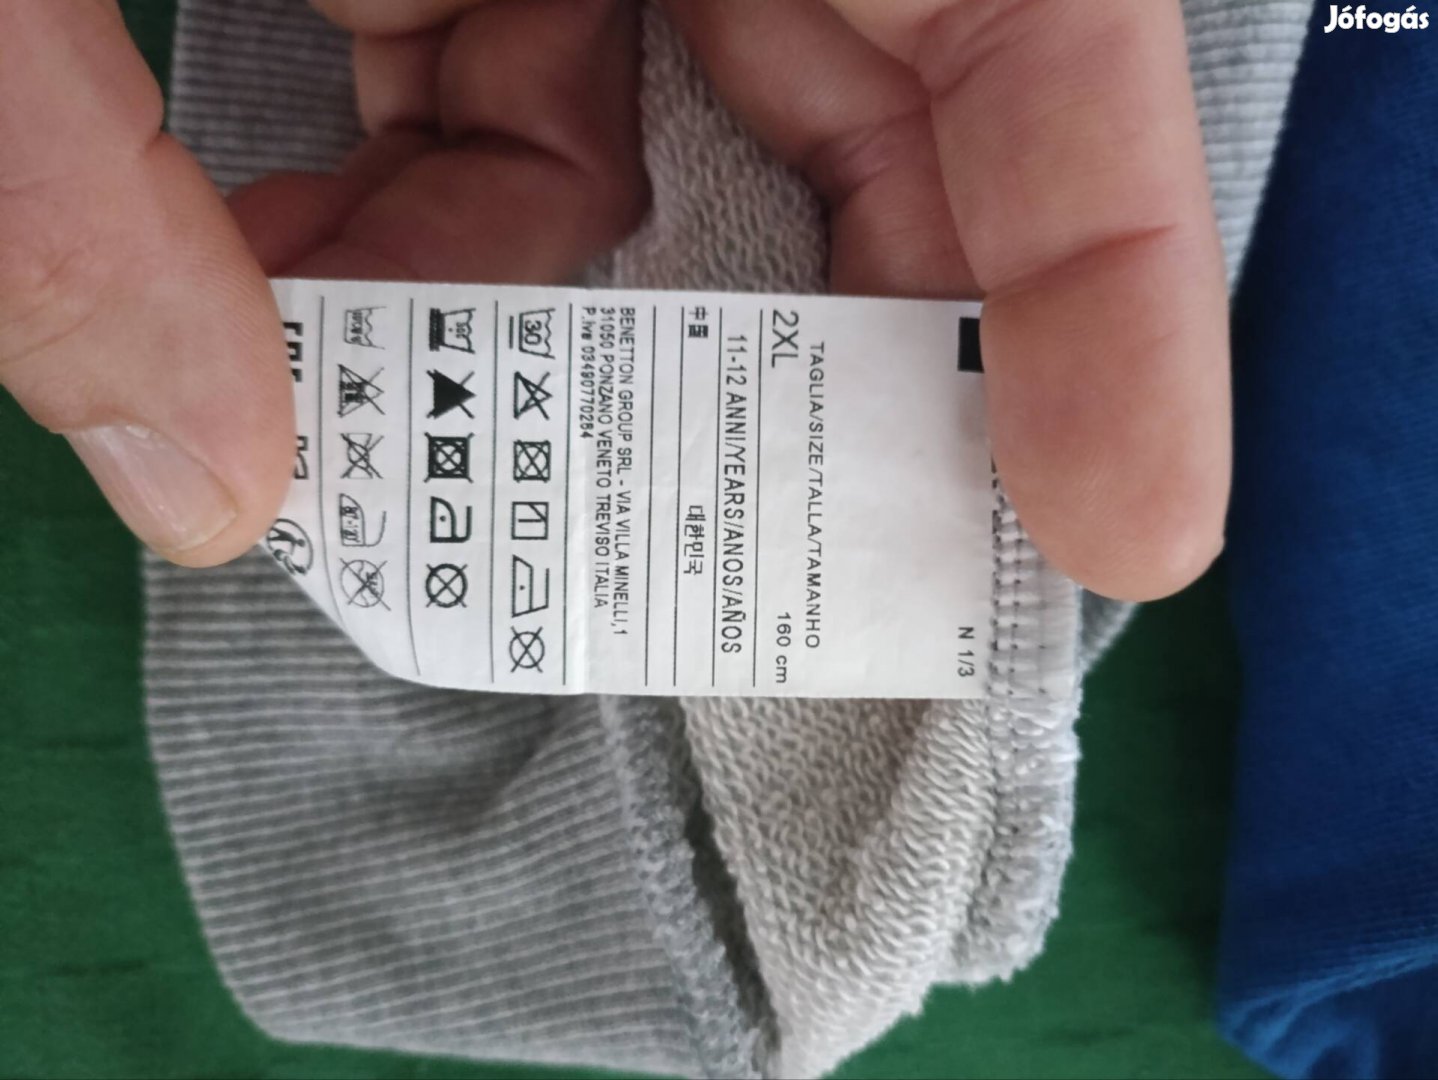 Jófogás
N 1/3
TAGLIA/SIZE/TALLA/TAMANHO
2XL 160 cm
11-12 ANNI/YEARS/ANOS/AÑOS
中国 대한민국
BENETTON GROUP SRL - VIA VILLA MINELLI,1
31050 PONZANO VENETO TREVISO ITALIA
P.Iva 03490770264
30